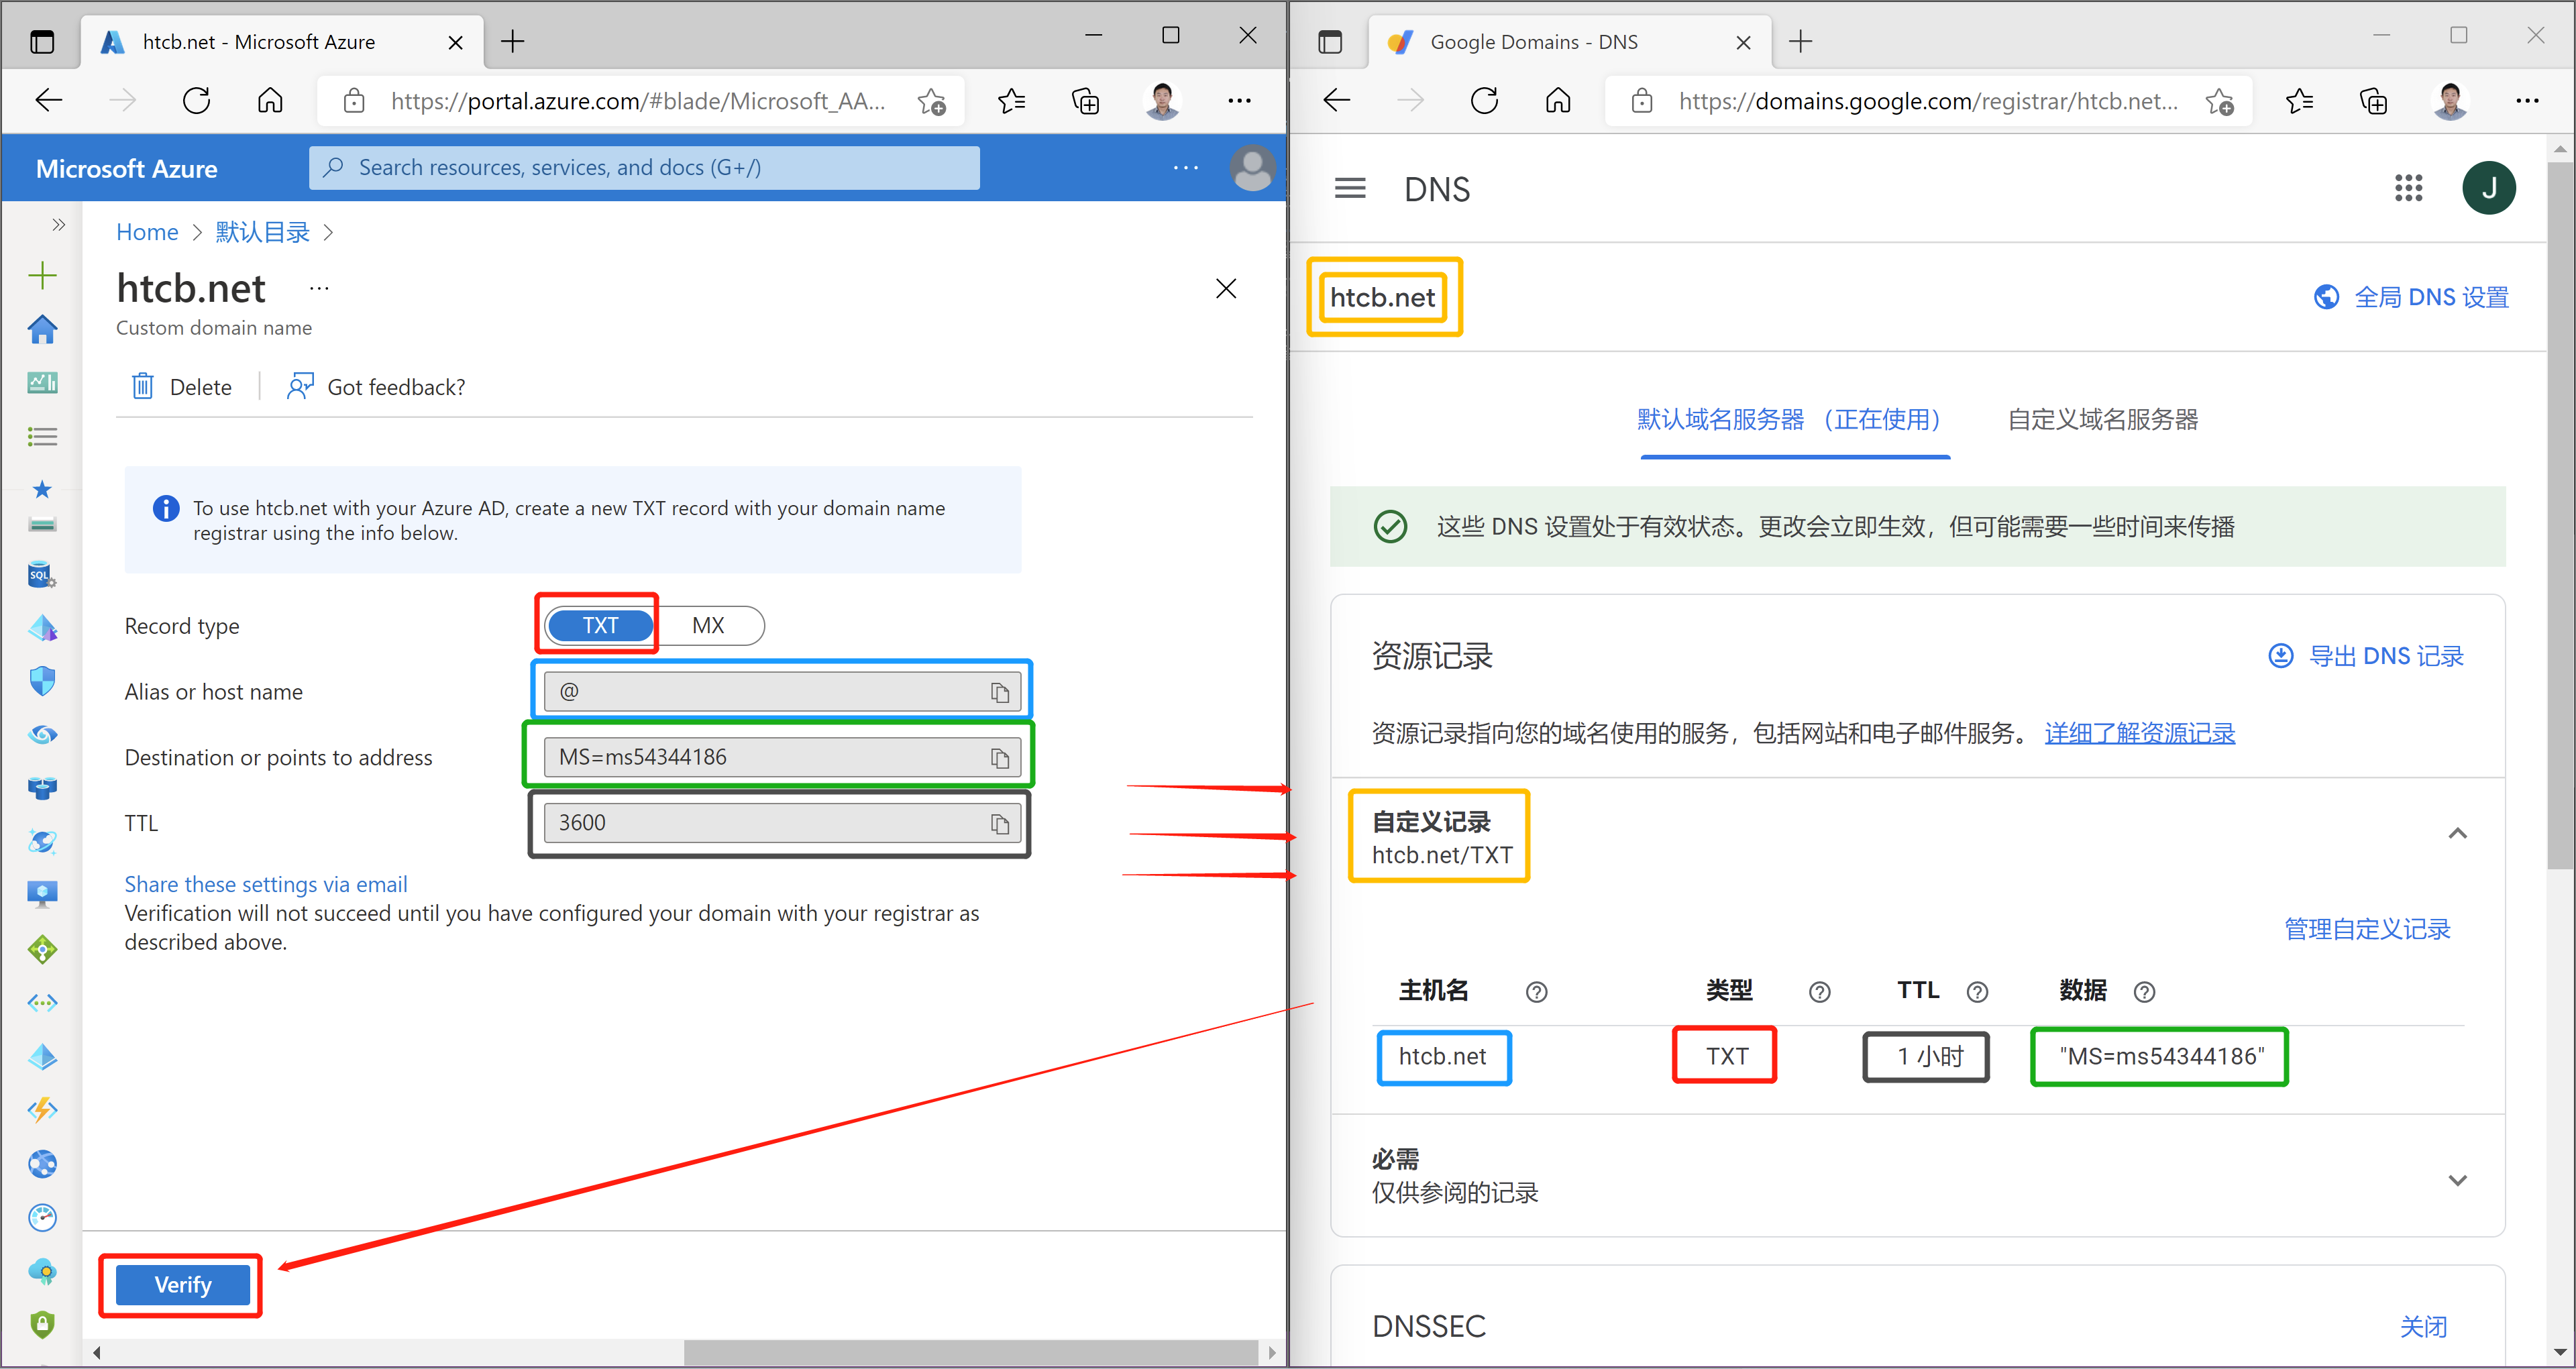 htcb.net - Microsoft Azure
https://portal.azure.com/#blade/Microsoft_AA...
Microsoft Azure
Search resources, services, and docs (G+/)
Home
默认目录
htcb.net
Custom domain name
Delete
Got feedback?
To use htcb.net with your Azure AD, create a new TXT record with your domain name
registrar using the info below.
Record type
TXT
MX
Alias or host name
@
Destination or points to address
MS=ms54344186
TTL
3600
Share these settings via email
Verification will not succeed until you have configured your domain with your registrar as
described above.
Verify
SQL
Google Domains - DNS
https://domains.google.com/registrar/htcb.net...
DNS
J
htcb.net
全局 DNS 设置
默认域名服务器 （正在使用）
自定义域名服务器
这些 DNS 设置处于有效状态。更改会立即生效，但可能需要一些时间来传播
资源记录
导出 DNS 记录
资源记录指向您的域名使用的服务，包括网站和电子邮件服务。 详细了解资源记录
自定义记录
htcb.net/TXT
管理自定义记录
主机名
类型
TTL
数据
htcb.net
TXT
1 小时
"MS=ms54344186"
必需
仅供参阅的记录
DNSSEC
关闭